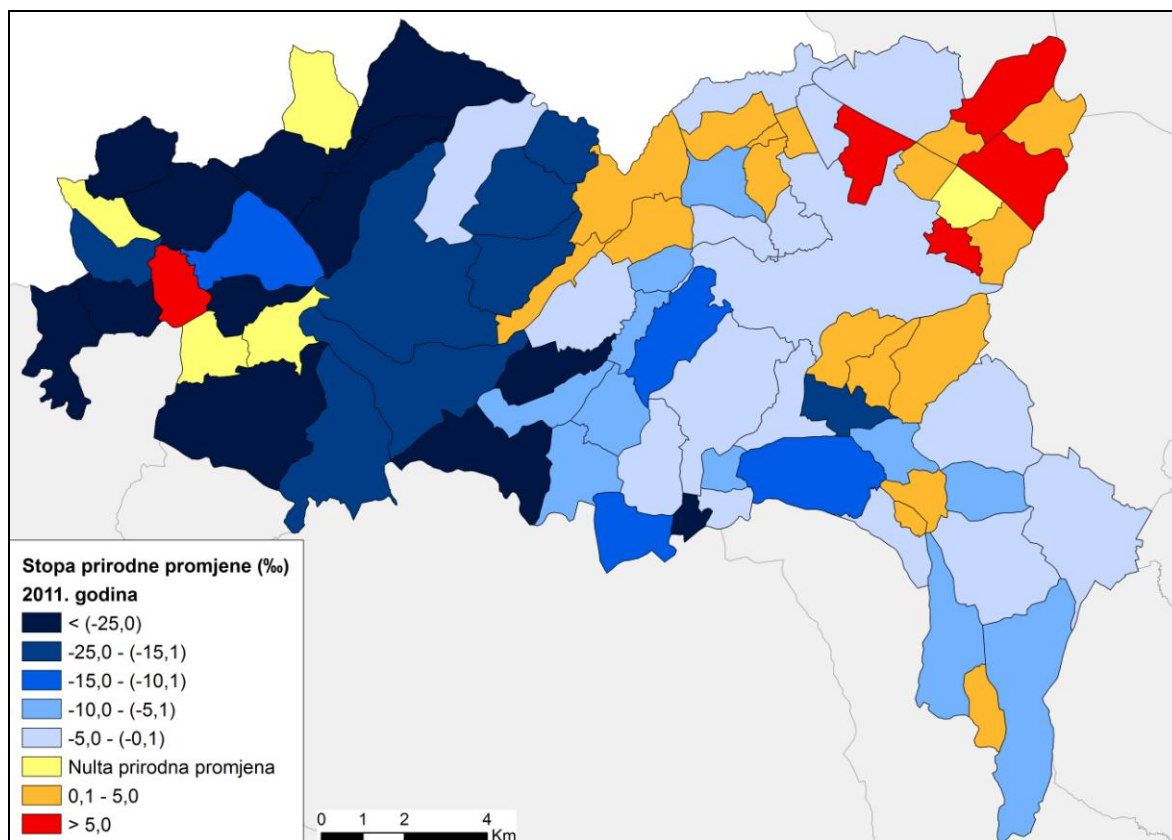 Stopa prirodne promjene (‰)
2011. godina
< (-25,0)
-25,0 - (-15,1)
-15,0 - (-10,1)
-10,0 - (-5,1)
-5,0 - (-0,1)
Nulta prirodna promjena
0,1 - 5,0
> 5,0
0 1 2 4
Km